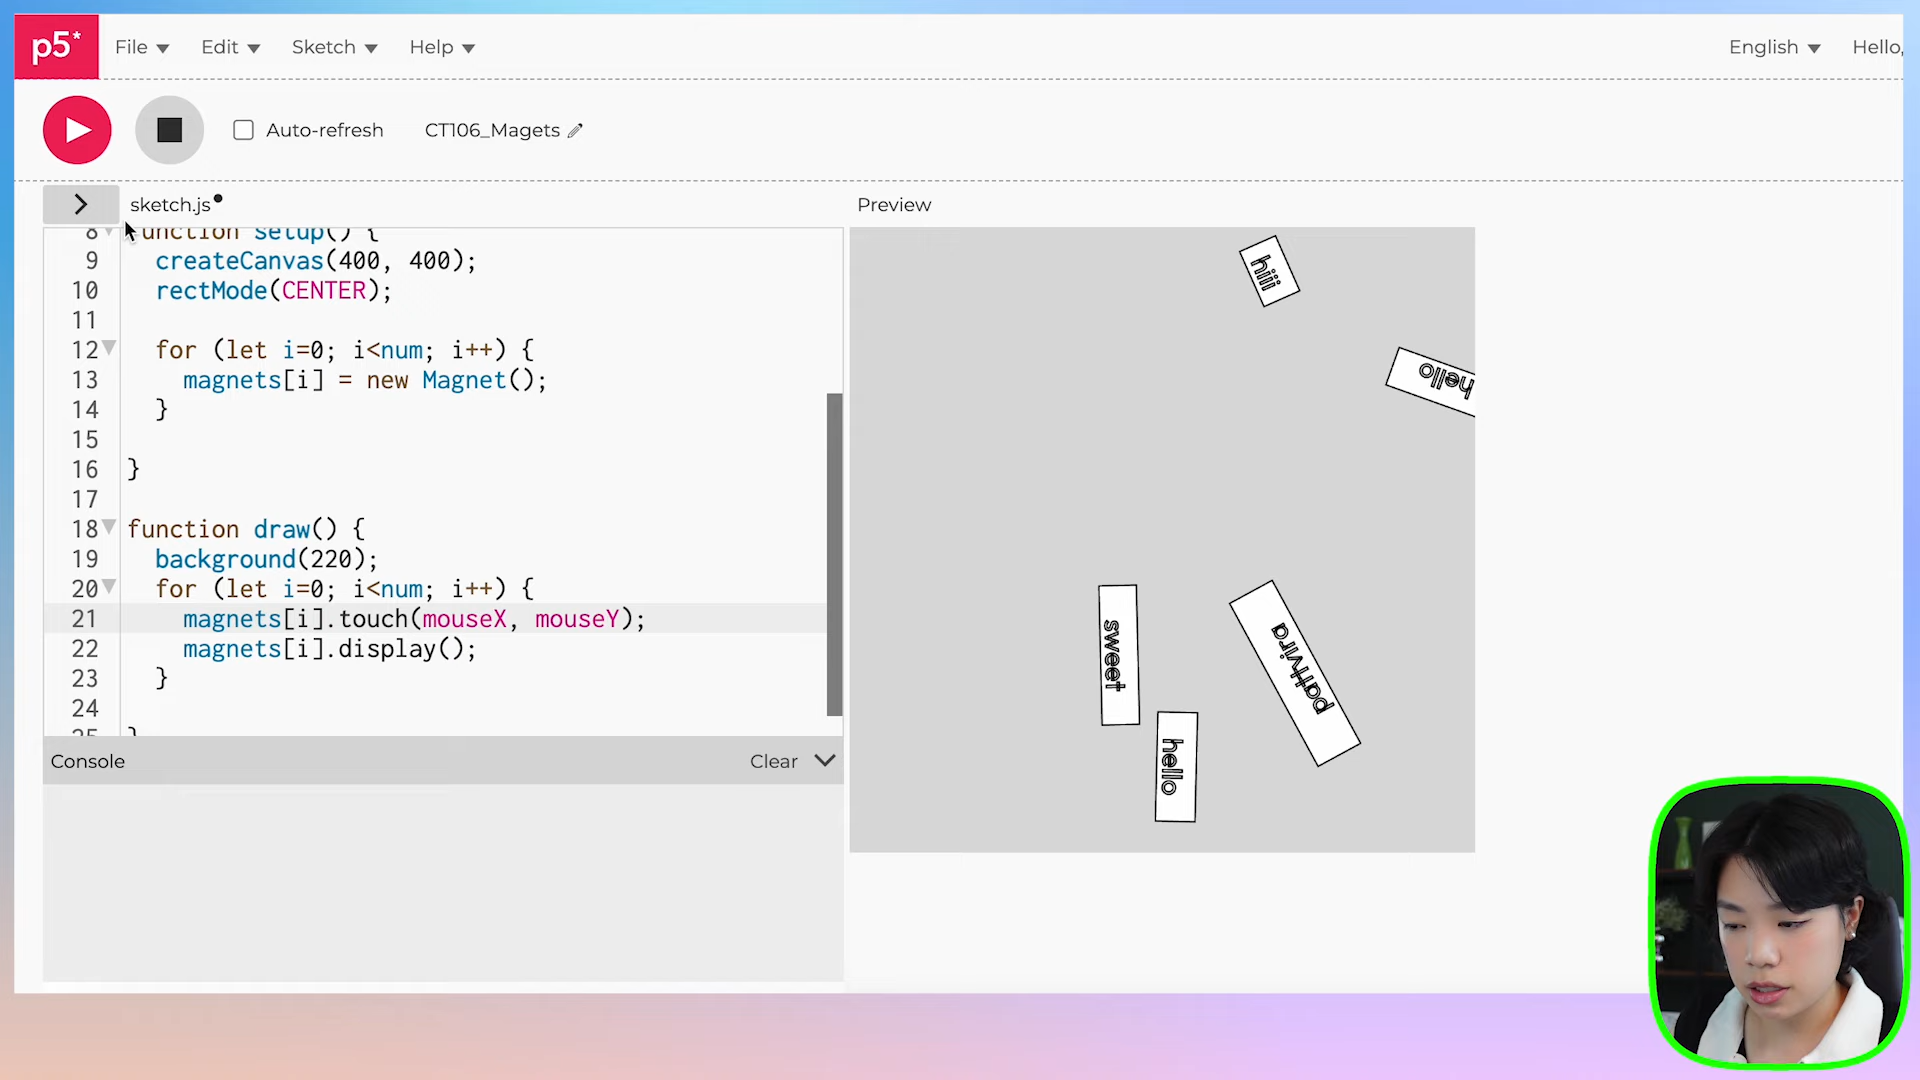 p5*
File Edit Sketch Help English Hello,
Auto-refresh CT106_Magets
sketch.js Preview
8 function setup() {
9 createCanvas(400, 400);
10 rectMode(CENTER);
11
12 for (let i=0; i<num; i++) {
13 magnets[i] = new Magnet();
14 }
15
16 }
17
18 function draw() {
19 background(220);
20 for (let i=0; i<num; i++) {
21 magnets[i].touch(mouseX, mouseY);
22 magnets[i].display();
23 }
24
25 }
Console Clear
hiii
hello
sweet
pattvira
hello